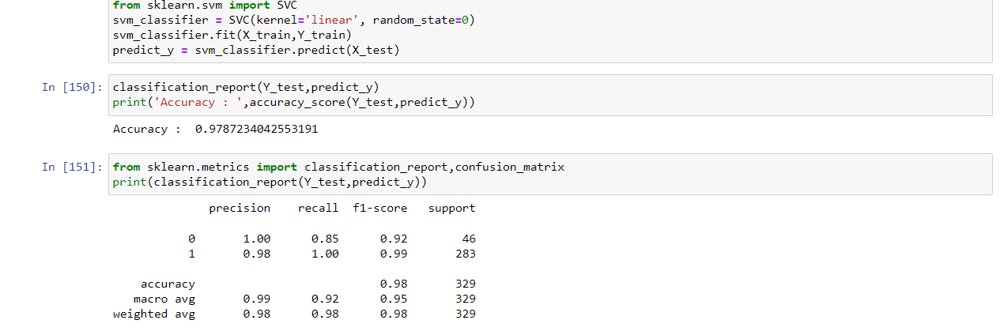 from sklearn.svm import SVC
svm_classifier = SVC(kernel='linear', random_state=0)
svm_classifier.fit(X_train,Y_train)
predict_y = svm_classifier.predict(X_test)
In [150]: classification_report(Y_test,predict_y)
print('Accuracy : ',accuracy_score(Y_test,predict_y))
Accuracy :  0.9787234042553191
In [151]: from sklearn.metrics import classification_report,confusion_matrix
print(classification_report(Y_test,predict_y))
precision    recall  f1-score   support
0       1.00      0.85      0.92        46
1       0.98      1.00      0.99       283
accuracy                           0.98       329
macro avg       0.99      0.92      0.95       329
weighted avg       0.98      0.98      0.98       329